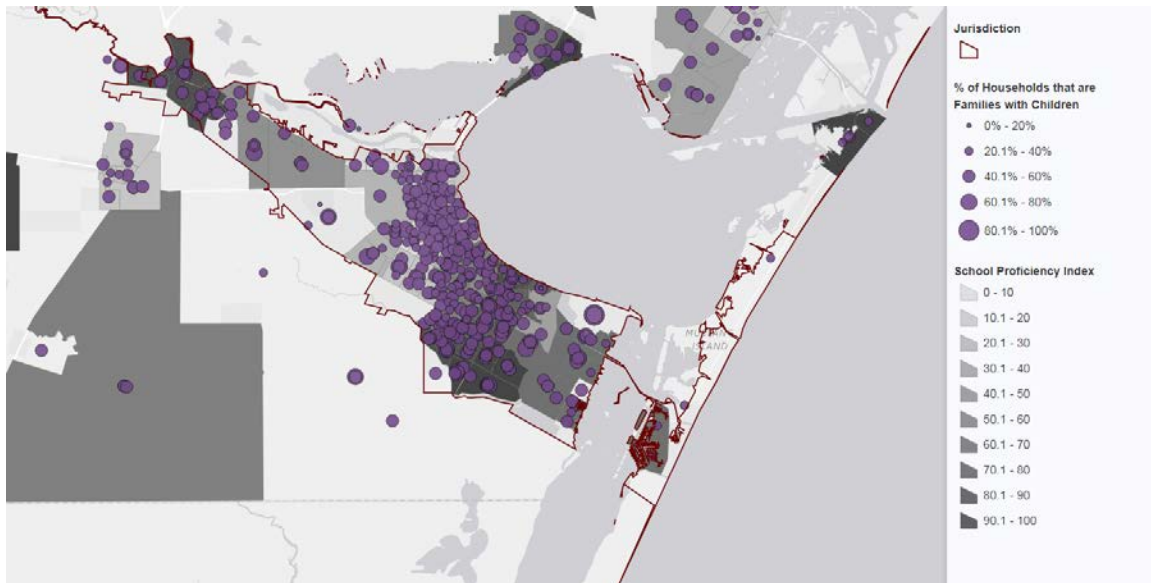 Jurisdiction
% of Households that are
Families with Children
0% - 20%
20.1% - 40%
40.1% - 60%
60.1% - 80%
80.1% - 100%
School Proficiency Index
0 - 10
10.1 - 20
20.1 - 30
30.1 - 40
40.1 - 50
50.1 - 60
60.1 - 70
70.1 - 80
80.1 - 90
90.1 - 100
ISLAND